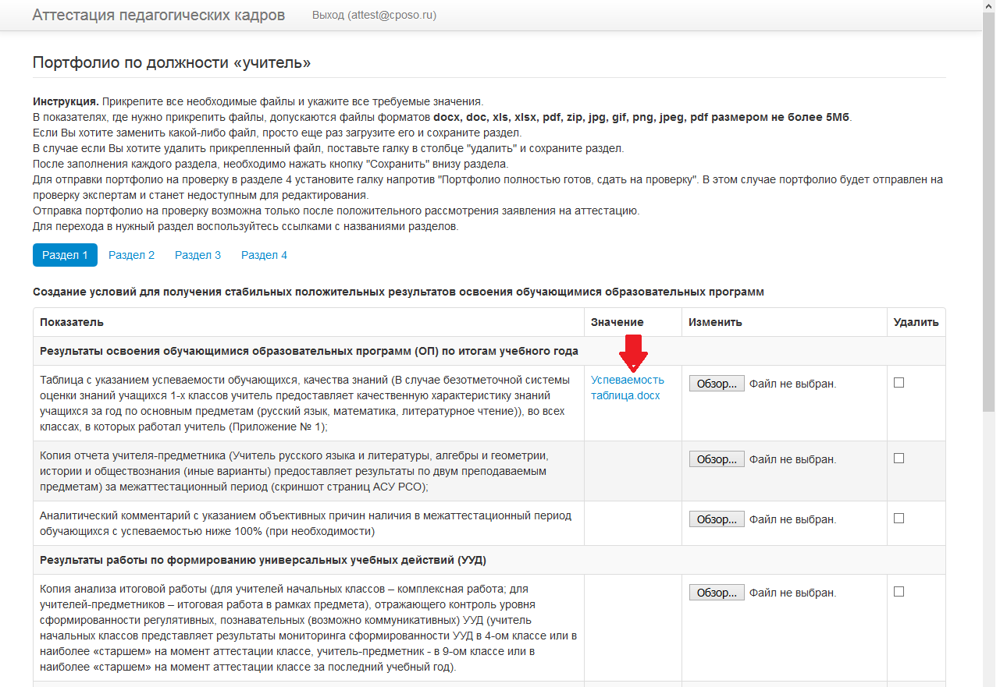 Аттестация педагогических кадров Выход (attest@cposo.ru)
Портфолио по должности «учитель»
Инструкция. Прикрепите все необходимые файлы и укажите все требуемые значения.
В показателях, где нужно прикрепить файлы, допускаются файлы форматов docx, doc, xls, xlsx, pdf, zip, jpg, gif, png, jpeg, pdf размером не более 5Мб.
Если Вы хотите заменить какой-либо файл, просто еще раз загрузите его и сохраните раздел.
В случае если Вы хотите удалить прикрепленный файл, поставьте галку в столбце "удалить" и сохраните раздел.
После заполнения каждого раздела, необходимо нажать кнопку "Сохранить" внизу раздела.
Для отправки портфолио на проверку в разделе 4 установите галку напротив "Портфолио полностью готов, сдать на проверку". В этом случае портфолио будет отправлен на
проверку экспертам и станет недоступным для редактирования.
Отправка портфолио на проверку возможна только после положительного рассмотрения заявления на аттестацию.
Для перехода в нужный раздел воспользуйтесь ссылками с названиями разделов.
Раздел 1 Раздел 2 Раздел 3 Раздел 4
Создание условий для получения стабильных положительных результатов освоения обучающимися образовательных программ
Показатель Значение Изменить Удалить
Результаты освоения обучающимися образовательных программ (ОП) по итогам учебного года
Таблица с указанием успеваемости обучающихся, качества знаний (В случае безотметочной системы
оценки знаний учащихся 1-х классов учитель предоставляет качественную характеристику знаний
учащихся за год по основным предметам (русский язык, математика, литературное чтение)), во всех
классах, в которых работал учитель (Приложение № 1);
Успеваемость
таблица.docx
Обзор... Файл не выбран.
Копия отчета учителя-предметника (Учитель русского языка и литературы, алгебры и геометрии,
истории и обществознания (иные варианты) предоставляет результаты по двум преподаваемым
предметам) за межаттестационный период (скриншот страниц АСУ РСО);
Обзор... Файл не выбран.
Аналитический комментарий с указанием объективных причин наличия в межаттестационный период
обучающихся с успеваемостью ниже 100% (при необходимости)
Обзор... Файл не выбран.
Результаты работы по формированию универсальных учебных действий (УУД)
Копия анализа итоговой работы (для учителей начальных классов – комплексная работа; для
учителей-предметников – итоговая работа в рамках предмета), отражающего контроль уровня
сформированности регулятивных, познавательных (возможно коммуникативных) УУД (учитель
начальных классов представляет результаты мониторинга сформированности УУД в 4-ом классе или в
наиболее «старшем» на момент аттестации классе, учитель-предметник - в 9-ом классе или в
наиболее «старшем» на момент аттестации классе за последний учебный год).
Обзор... Файл не выбран.